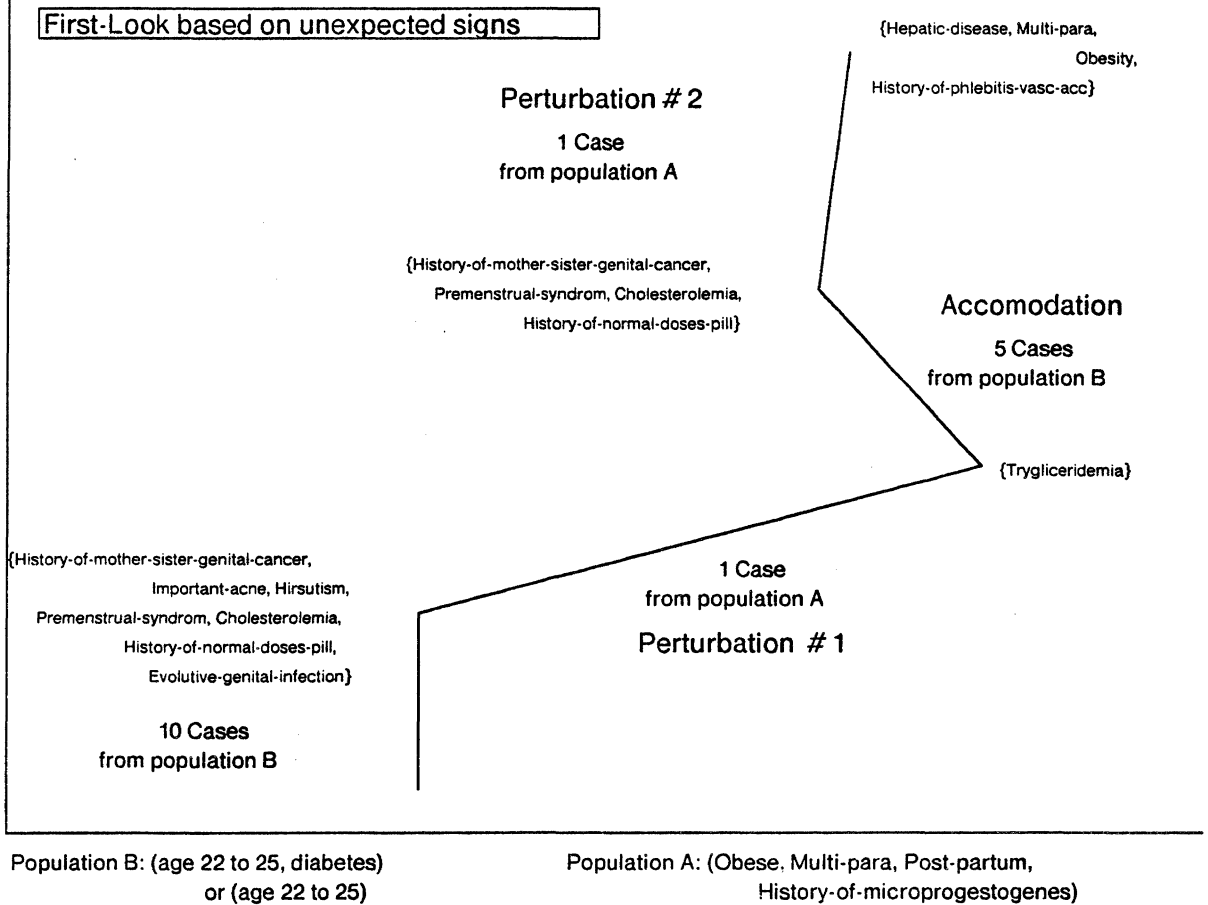 First-Look based on unexpected signs
{Hepatic-disease, Multi-para,
Obesity,
History-of-phlebitis-vasc-acc}
Perturbation # 2
1 Case
from population A
{History-of-mother-sister-genital-cancer,
Premenstrual-syndrom, Cholesterolemia,
History-of-normal-doses-pill}
Accomodation
5 Cases
from population B
{Trygliceridemia}
{History-of-mother-sister-genital-cancer,
Important-acne, Hirsutism,
Premenstrual-syndrom, Cholesterolemia,
History-of-normal-doses-pill,
Evolutive-genital-infection}
1 Case
from population A
Perturbation # 1
10 Cases
from population B
Population B: (age 22 to 25, diabetes)
or (age 22 to 25)
Population A: (Obese, Multi-para, Post-partum,
History-of-microprogestogenes)